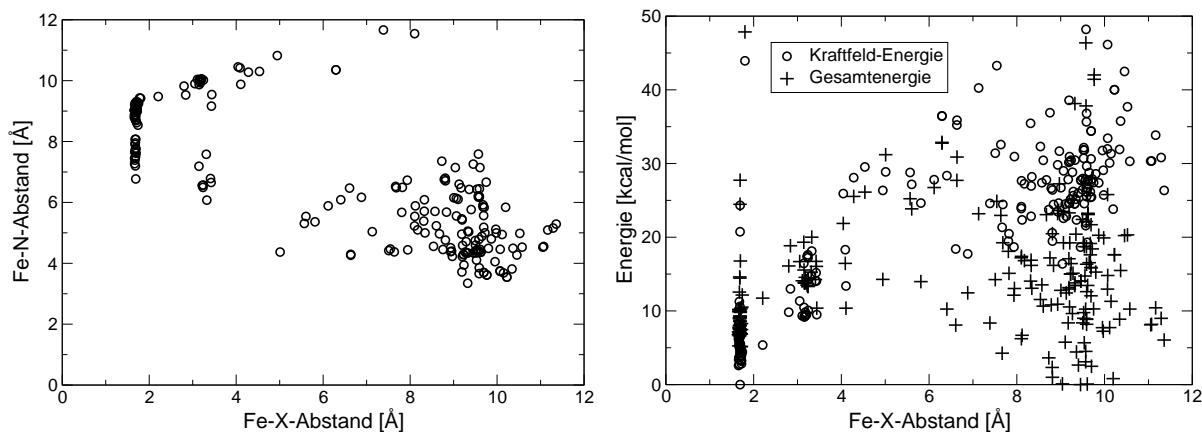 12
10
8
6
4
2
0
Fe-N-Abstand [Å]
0 2 4 6 8 10 12
Fe-X-Abstand [Å]
50
40
30
20
10
0
Energie [kcal/mol]
Kraftfeld-Energie
Gesamtenergie
0 2 4 6 8 10 12
Fe-X-Abstand [Å]